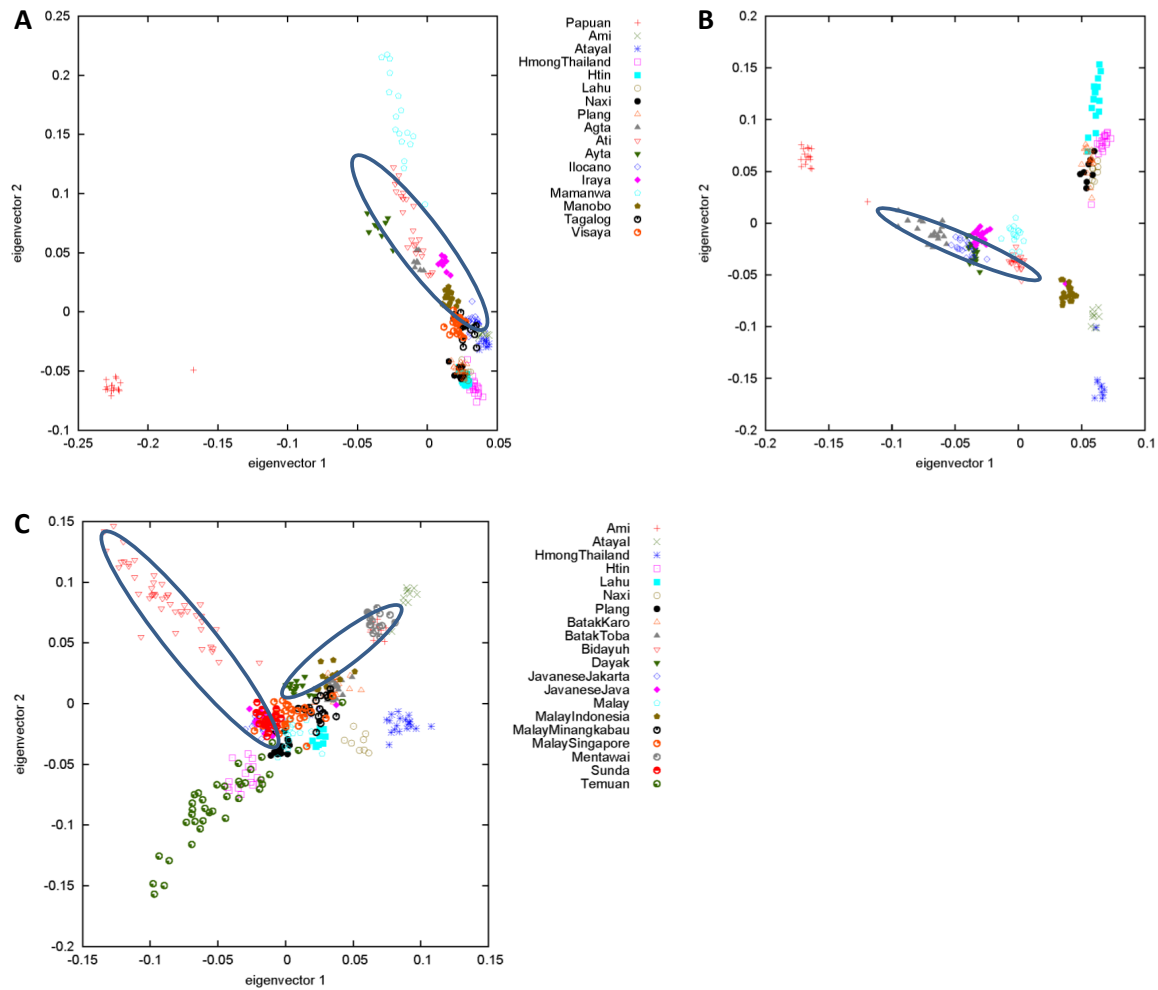 A
0.25
0.2
0.15
0.1
0.05
0
-0.05
-0.1
eigenvector 2
-0.25
-0.2
-0.15
-0.1
-0.05
0
0.05
eigenvector 1
Papuan
Ami
Atayal
HmongThailand
Htin
Lahu
Naxi
Plang
Agta
Ati
Ayta
Ilocano
Iraya
Mamanwa
Manobo
Tagalog
Visaya
B
0.2
0.15
0.1
0.05
0
-0.05
-0.1
-0.15
-0.2
eigenvector 2
-0.2
-0.15
-0.1
-0.05
0
0.05
0.1
eigenvector 1
C
0.15
0.1
0.05
0
-0.05
-0.1
-0.15
-0.2
eigenvector 2
-0.15
-0.1
-0.05
0
0.05
0.1
0.15
eigenvector 1
Ami
Atayal
HmongThailand
Htin
Lahu
Naxi
Plang
BatakKaro
BatakToba
Bidayuh
Dayak
JavaneseJakarta
JavaneseJava
Malay
MalayIndonesia
MalayMinangkabau
MalaySingapore
Mentawai
Sunda
Temuan